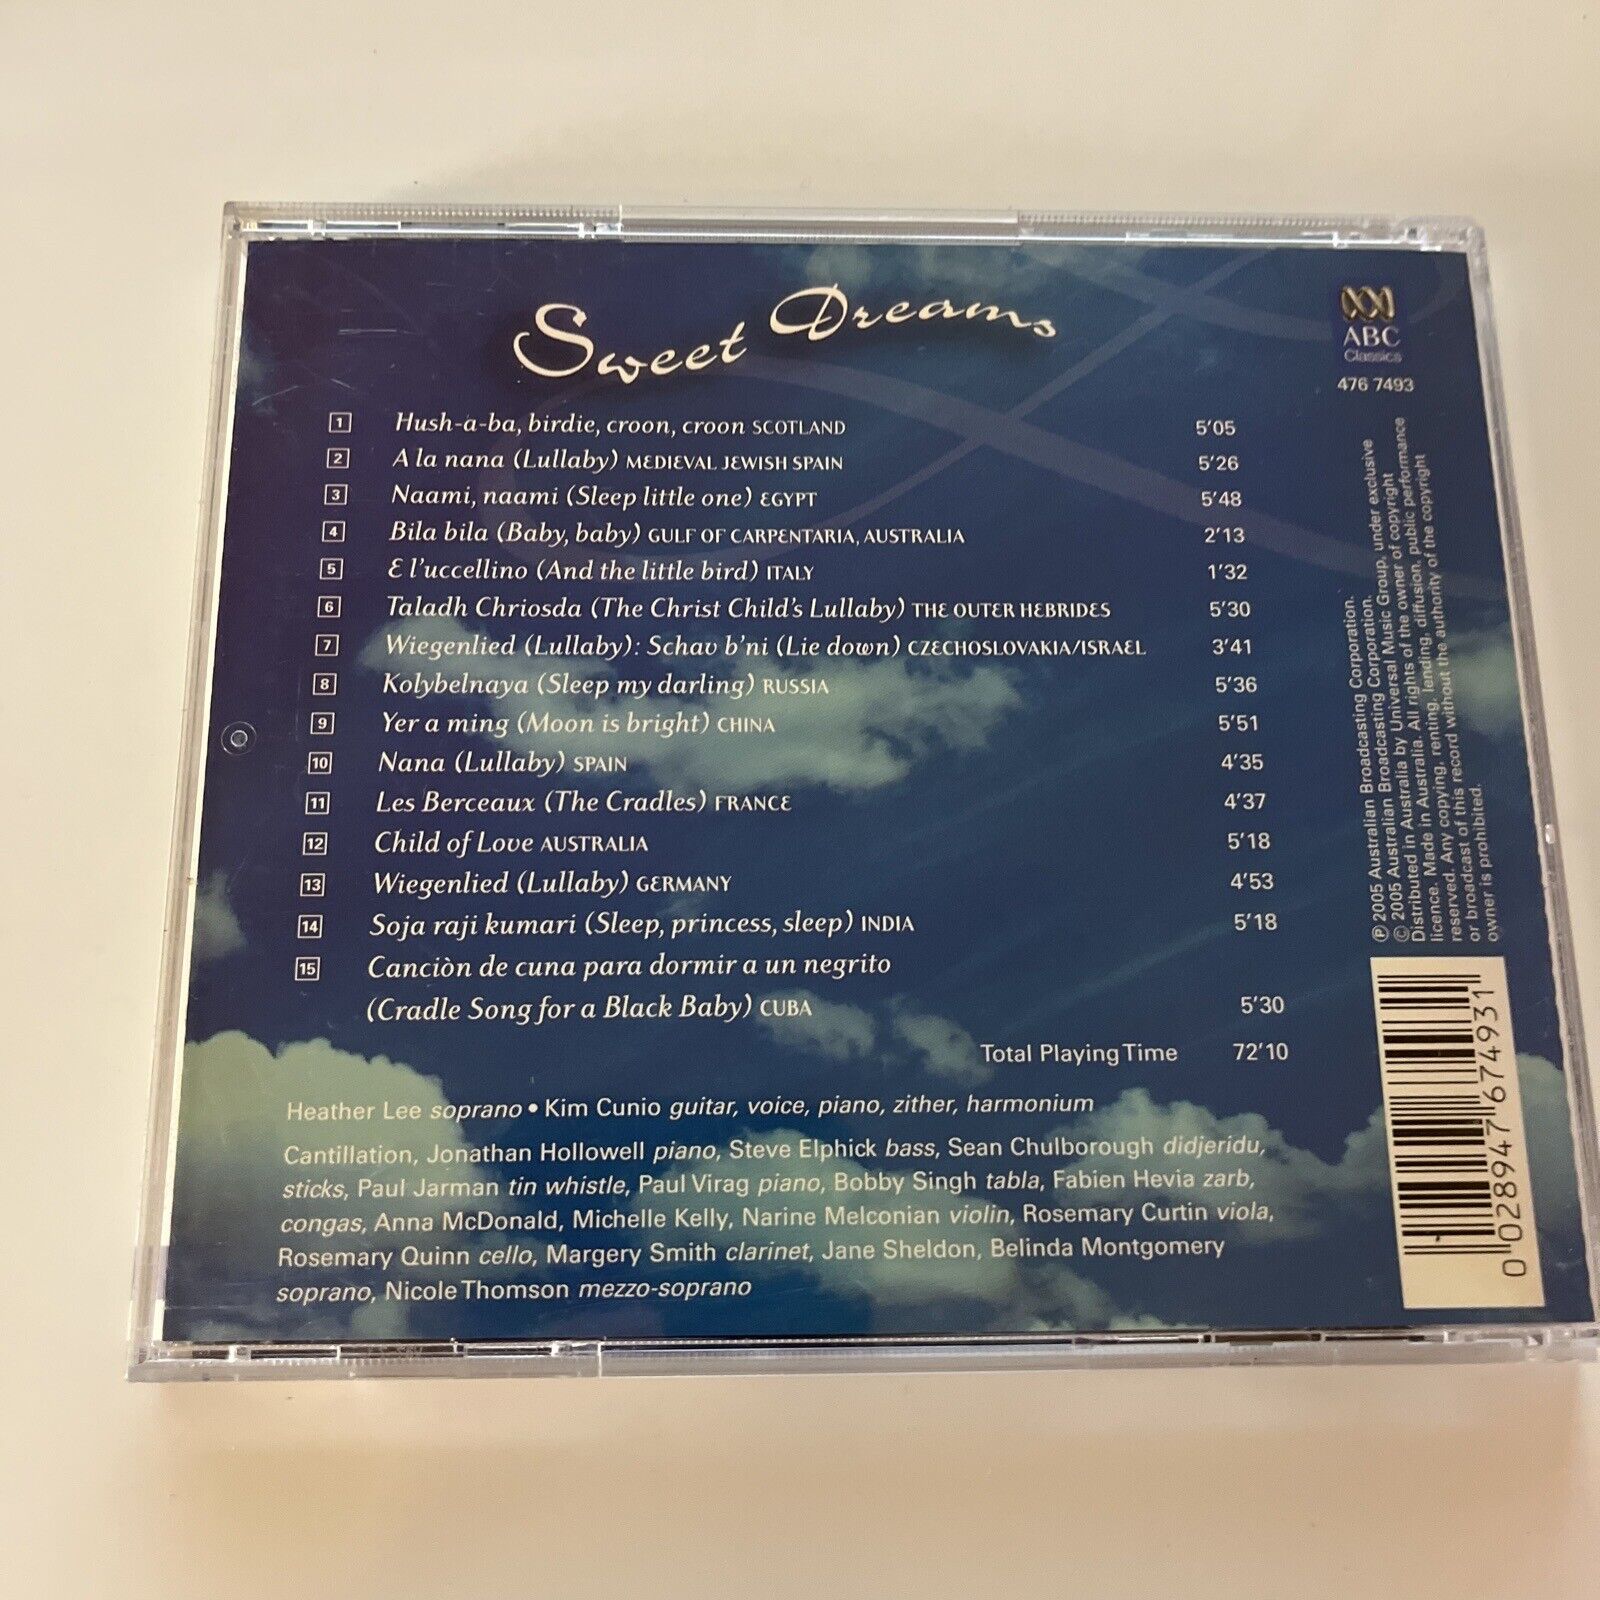 Sweet Dreams
ABC
Classics
476 7493
1 Hush-a-ba, birdie, croon, croon SCOTLAND 5'05
2 A la nana (Lullaby) MEDIEVAL JEWISH SPAIN 5'26
3 Naami, naami (Sleep little one) EGYPT 5'48
4 Bila bila (Baby, baby) GULF OF CARPENTARIA, AUSTRALIA 2'13
5 E l'uccellino (And the little bird) ITALY 1'32
6 Taladh Chriosda (The Christ Child's Lullaby) THE OUTER HEBRIDES 5'30
7 Wiegenlied (Lullaby): Schav b'ni (Lie down) CZECHOSLOVAKIA/ISRAEL 3'41
8 Kolybelnaya (Sleep my darling) RUSSIA 5'36
9 Yer a ming (Moon is bright) CHINA 5'51
10 Nana (Lullaby) SPAIN 4'35
11 Les Berceaux (The Cradles) FRANCE 4'37
12 Child of Love AUSTRALIA 5'18
13 Wiegenlied (Lullaby) GERMANY 4'53
14 Soja raji kumari (Sleep, princess, sleep) INDIA 5'18
15 Canciòn de cuna para dormir a un negrito
(Cradle Song for a Black Baby) CUBA 5'30
Total Playing Time 72'10
Heather Lee soprano • Kim Cunio guitar, voice, piano, zither, harmonium
Cantillation, Jonathan Hollowell piano, Steve Elphick bass, Sean Chulborough didjeridu,
sticks, Paul Jarman tin whistle, Paul Virag piano, Bobby Singh tabla, Fabien Hevia zarb,
congas, Anna McDonald, Michelle Kelly, Narine Melconian violin, Rosemary Curtin viola,
Rosemary Quinn cello, Margery Smith clarinet, Jane Sheldon, Belinda Montgomery
soprano, Nicole Thomson mezzo-soprano
℗ 2005 Australian Broadcasting Corporation.
© 2005 Australian Broadcasting Corporation.
Distributed in Australia by Universal Music Group, under exclusive
licence. Made in Australia. All rights of the owner of copyright
reserved. Any copying, renting, lending, diffusion, public performance
or broadcast of this record without the authority of the copyright
owner is prohibited.
0 028947 674931